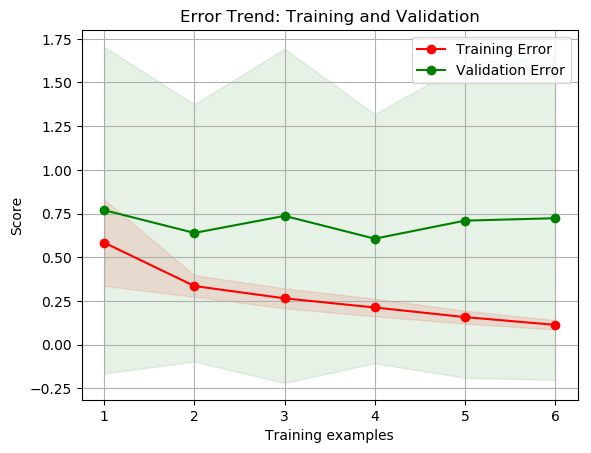 Error Trend: Training and Validation
Training Error
Validation Error
1.75
1.50
1.25
1.00
0.75
0.50
0.25
0.00
−0.25
Score
1 2 3 4 5 6
Training examples